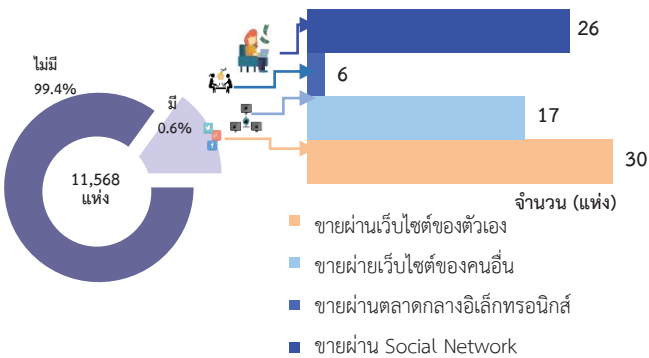 26
ไม่มี
99.4%
6
มี
0.6%
17
11,568
แห่ง
30
จำนวน (แห่ง)
ขายผ่านเว็บไซต์ของตัวเอง
ขายผ่ายเว็บไซต์ของคนอื่น
ขายผ่านตลาดกลางอิเล็กทรอนิกส์
ขายผ่าน Social Network